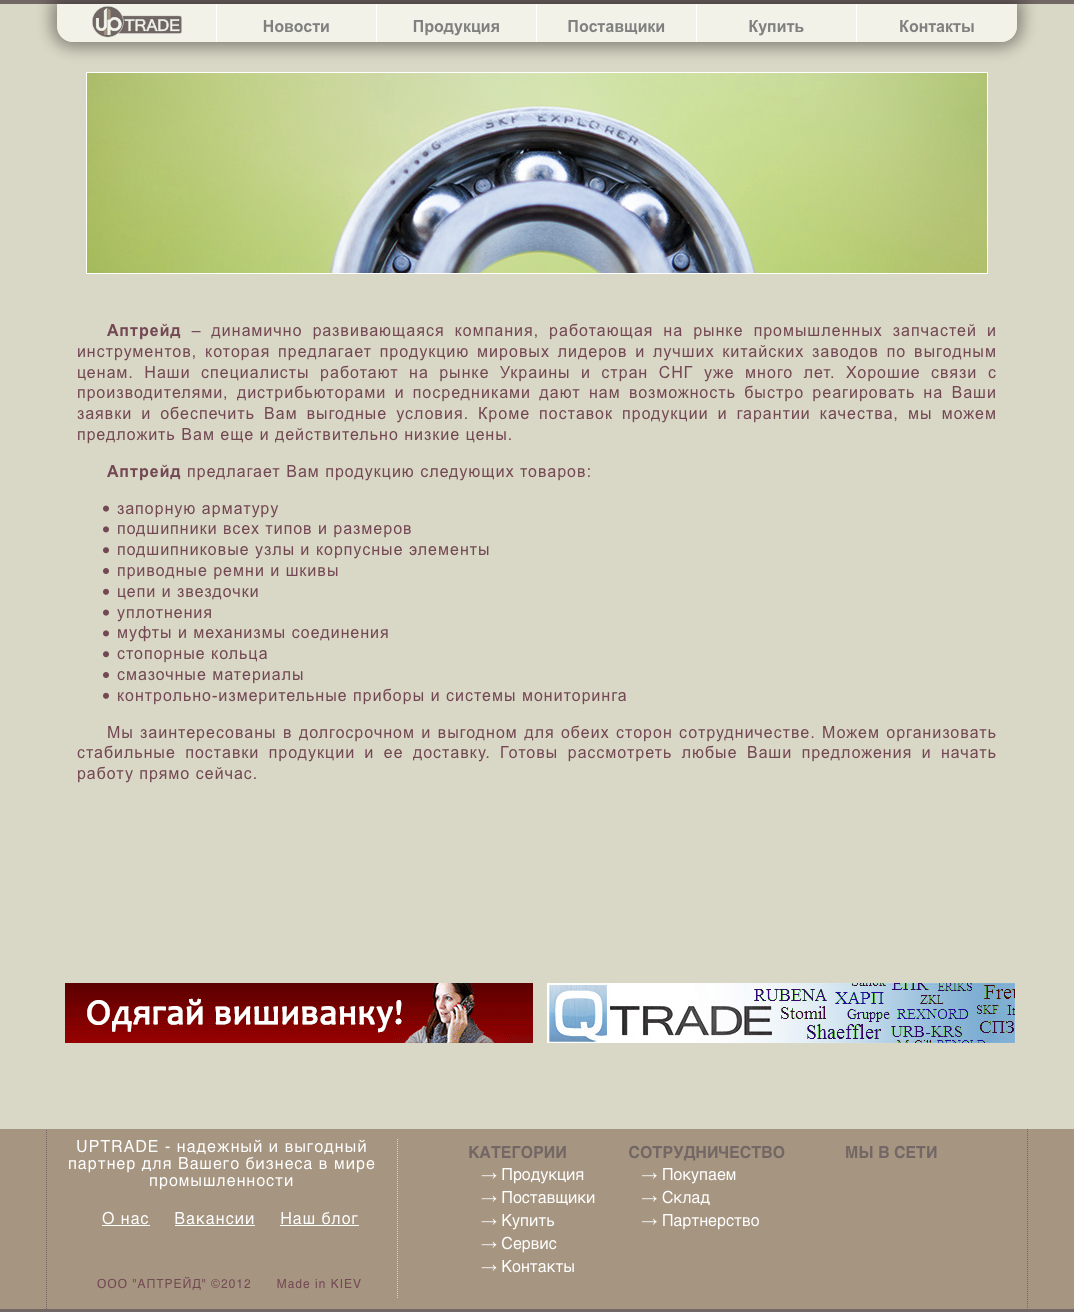 UPTRADE
Новости
Продукция
Поставщики
Купить
Контакты
SKF EXPLORER
Аптрейд – динамично развивающаяся компания, работающая на рынке промышленных запчастей и
инструментов, которая предлагает продукцию мировых лидеров и лучших китайских заводов по выгодным
ценам. Наши специалисты работают на рынке Украины и стран СНГ уже много лет. Хорошие связи с
производителями, дистрибьюторами и посредниками дают нам возможность быстро реагировать на Ваши
заявки и обеспечить Вам выгодные условия. Кроме поставок продукции и гарантии качества, мы можем
предложить Вам еще и действительно низкие цены.
Аптрейд предлагает Вам продукцию следующих товаров:
• запорную арматуру
• подшипники всех типов и размеров
• подшипниковые узлы и корпусные элементы
• приводные ремни и шкивы
• цепи и звездочки
• уплотнения
• муфты и механизмы соединения
• стопорные кольца
• смазочные материалы
• контрольно-измерительные приборы и системы мониторинга
Мы заинтересованы в долгосрочном и выгодном для обеих сторон сотрудничестве. Можем организовать
стабильные поставки продукции и ее доставку. Готовы рассмотреть любые Ваши предложения и начать
работу прямо сейчас.
Одягай вишиванку!
QTRADE
ЕПК ERIKS
RUBENA ХАРП ZKL
Stomil Gruppe REXNORD SKF
Shaeffler URB-KRS СПЗ
UPTRADE - надежный и выгодный
партнер для Вашего бизнеса в мире
промышленности
О нас Вакансии Наш блог
ООО "АПТРЕЙД" ©2012 Made in KIEV
КАТЕГОРИИ
→ Продукция
→ Поставщики
→ Купить
→ Сервис
→ Контакты
СОТРУДНИЧЕСТВО
→ Покупаем
→ Склад
→ Партнерство
МЫ В СЕТИ